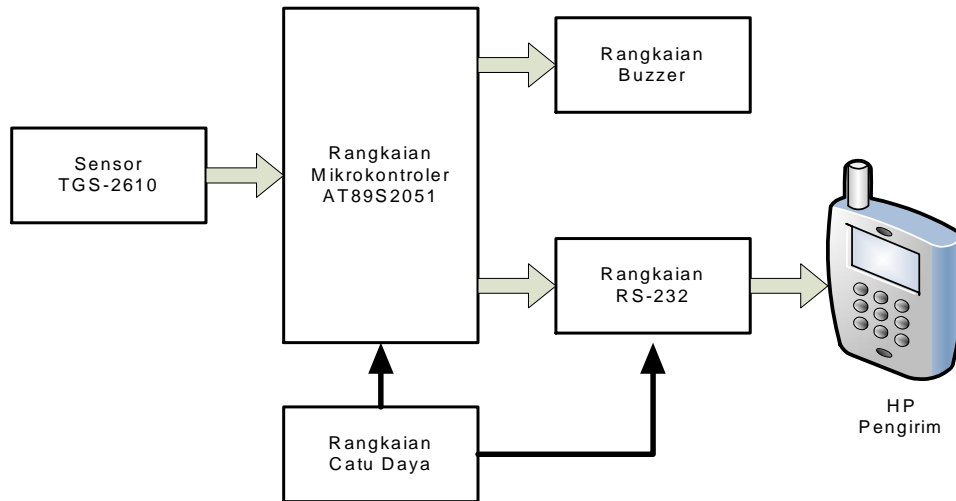 Rangkaian
Buzzer
Sensor
TGS-2610
Rangkaian
Mikrokontroler
AT89S2051
Rangkaian
RS-232
HP
Pengirim
Rangkaian
Catu Daya